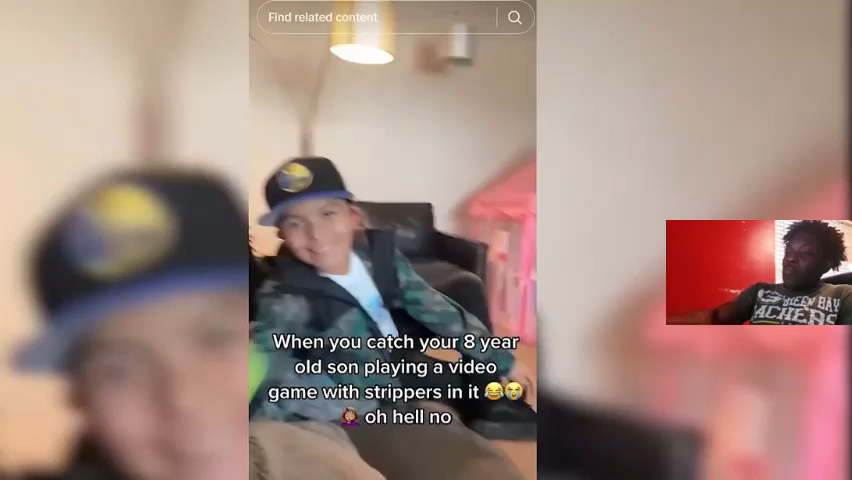 Find related content
When you catch your 8 year
old son playing a video
game with strippers in it 😂😭
🤦🏽‍♀️ oh hell no
GREEN BAY
PACKERS